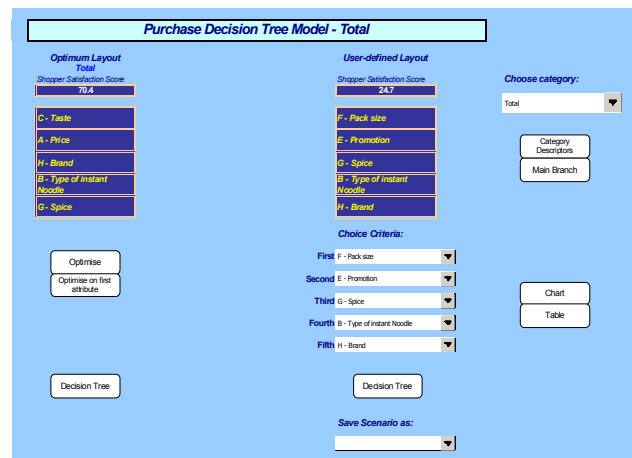 Purchase Decision Tree Model - Total
Optimum Layout
Total
Shopper Satisfaction Score
70.4
C - Taste
A - Price
H - Brand
B - Type of instant
Noodle
G - Spice
Optimise
Optimise on first
attribute
Decision Tree
User-defined Layout
Shopper Satisfaction Score
24.7
F - Pack size
E - Promotion
G - Spice
B - Type of instant
Noodle
H - Brand
Choice Criteria:
First F - Pack size
Second E - Promotion
Third G - Spice
Fourth B - Type of instant Noodle
Fifth H - Brand
Decision Tree
Save Scenario as:
Choose category:
Total
Category
Descriptors
Main Branch
Chart
Table